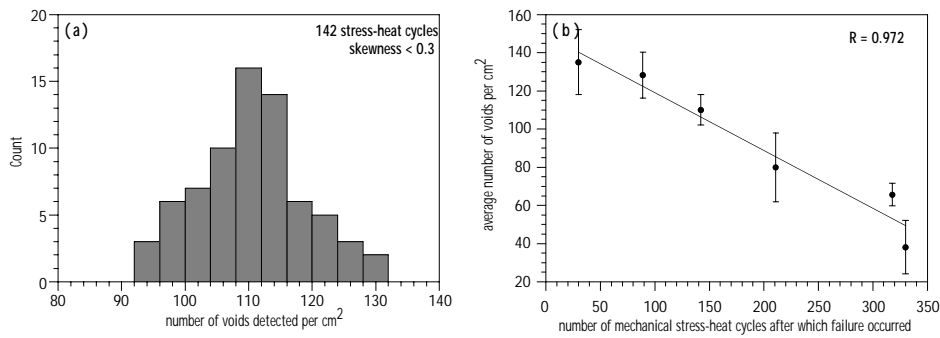 (a)
142 stress-heat cycles
skewness < 0.3
Count
20
15
10
5
0
80 90 100 110 120 130 140
number of voids detected per cm2
(b)
R = 0.972
average number of voids per cm2
160
140
120
100
80
60
40
20
0 50 100 150 200 250 300 350
number of mechanical stress-heat cycles after which failure occurred